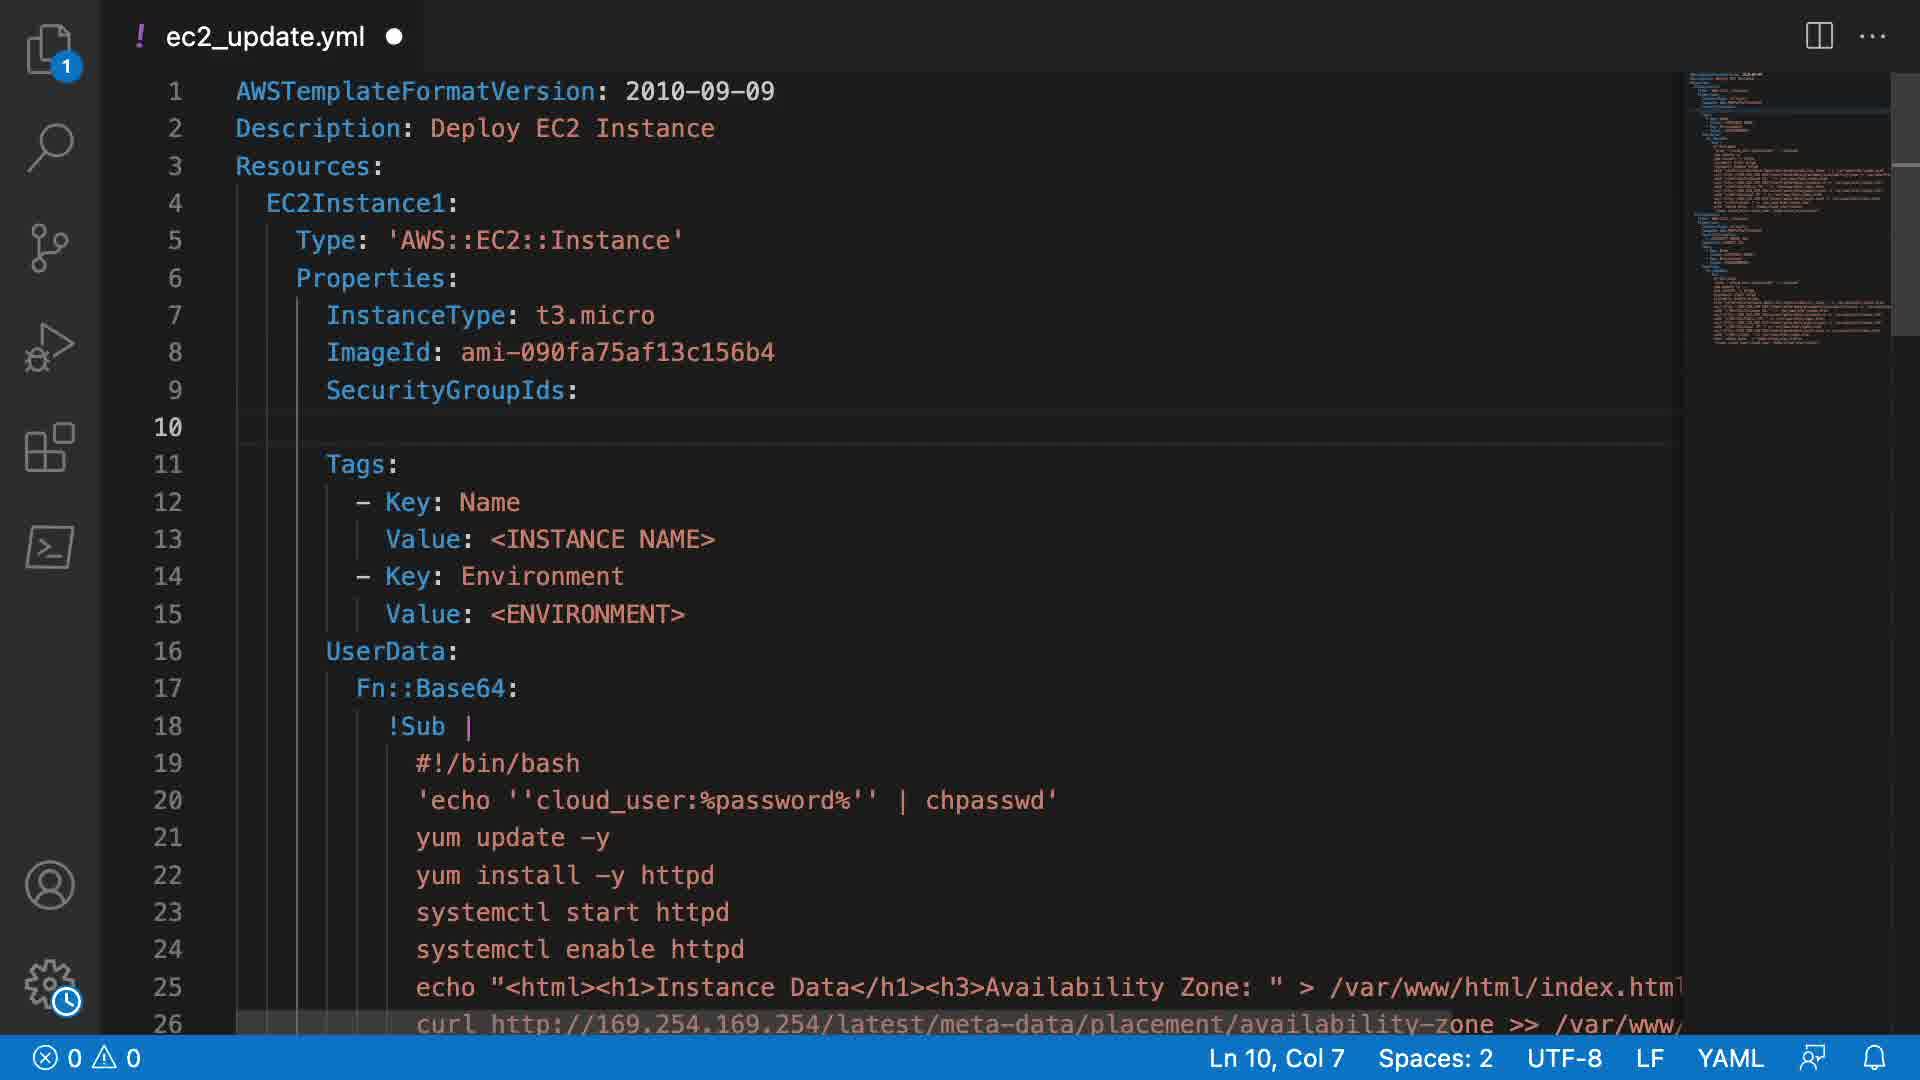 ! ec2_update.yml
1
1 AWSTemplateFormatVersion: 2010-09-09
2 Description: Deploy EC2 Instance
3 Resources:
4 EC2Instance1:
5 Type: 'AWS::EC2::Instance'
6 Properties:
7 InstanceType: t3.micro
8 ImageId: ami-090fa75af13c156b4
9 SecurityGroupIds:
10
11 Tags:
12 - Key: Name
13 Value: <INSTANCE NAME>
14 - Key: Environment
15 Value: <ENVIRONMENT>
16 UserData:
17 Fn::Base64:
18 !Sub |
19 #!/bin/bash
20 'echo ''cloud_user:%password%'' | chpasswd'
21 yum update -y
22 yum install -y httpd
23 systemctl start httpd
24 systemctl enable httpd
25 echo "<html><h1>Instance Data</h1><h3>Availability Zone: " > /var/www/html/index.html
26 curl http://169.254.169.254/latest/meta-data/placement/availability-zone >> /var/www/
0 0 Ln 10, Col 7 Spaces: 2 UTF-8 LF YAML